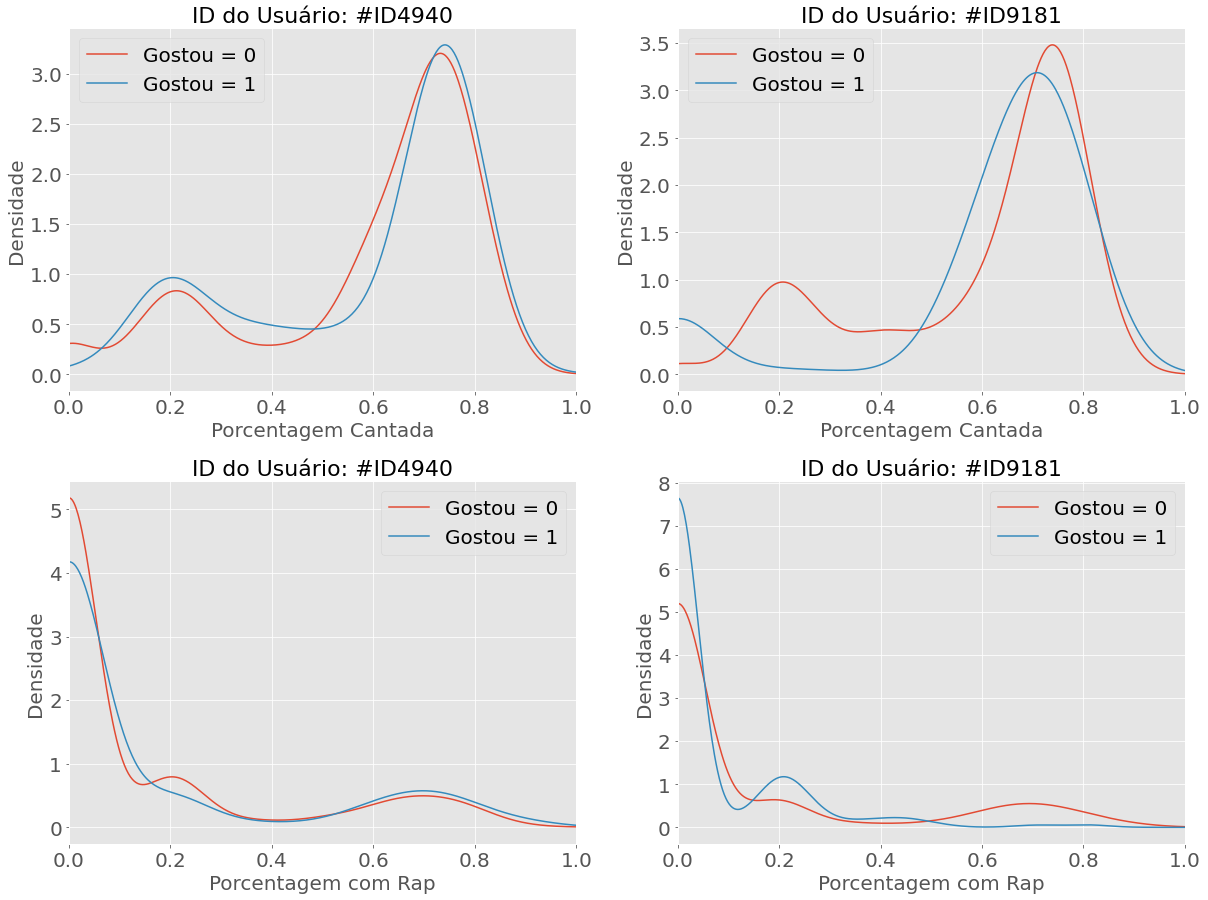 ID do Usuário: #ID4940
Gostou = 0
Gostou = 1
3.0
2.5
2.0
1.5
1.0
0.5
0.0
Densidade
0.0 0.2 0.4 0.6 0.8 1.0
Porcentagem Cantada
ID do Usuário: #ID9181
Gostou = 0
Gostou = 1
3.5
3.0
2.5
2.0
1.5
1.0
0.5
0.0
Densidade
0.0 0.2 0.4 0.6 0.8 1.0
Porcentagem Cantada
ID do Usuário: #ID4940
Gostou = 0
Gostou = 1
5
4
3
2
1
0
Densidade
0.0 0.2 0.4 0.6 0.8 1.0
Porcentagem com Rap
ID do Usuário: #ID9181
Gostou = 0
Gostou = 1
8
7
6
5
4
3
2
1
0
Densidade
0.0 0.2 0.4 0.6 0.8 1.0
Porcentagem com Rap